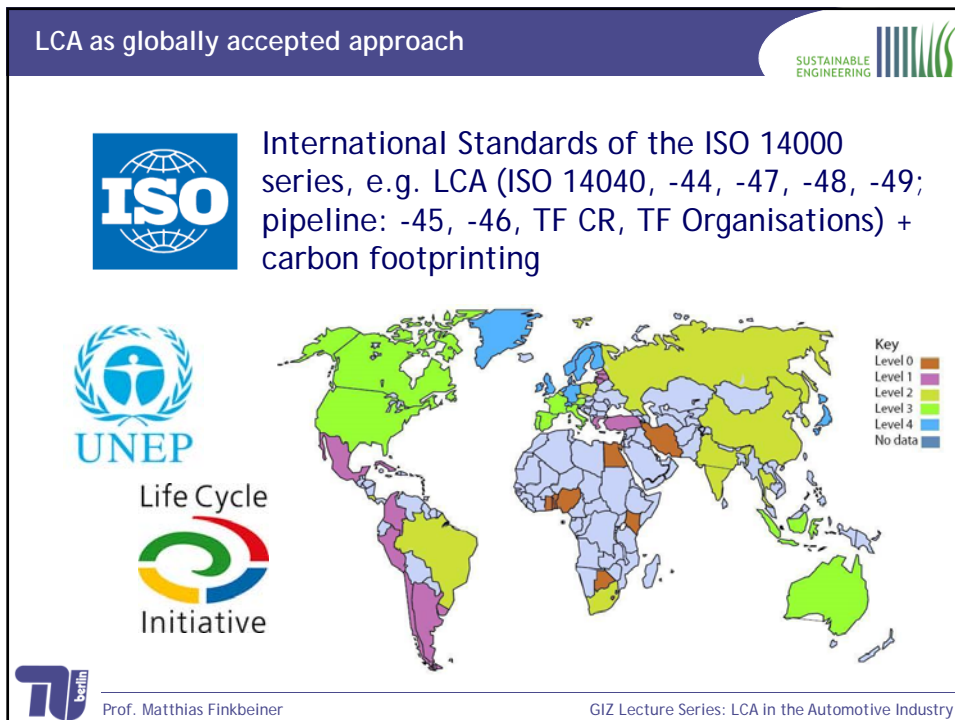 LCA as globally accepted approach
SUSTAINABLE
ENGINEERING
ISO
International Standards of the ISO 14000
series, e.g. LCA (ISO 14040, -44, -47, -48, -49;
pipeline: -45, -46, TF CR, TF Organisations) +
carbon footprinting
UNEP
Life Cycle
Initiative
Key
Level 0
Level 1
Level 2
Level 3
Level 4
No data
berlin
Prof. Matthias Finkbeiner
GIZ Lecture Series: LCA in the Automotive Industry